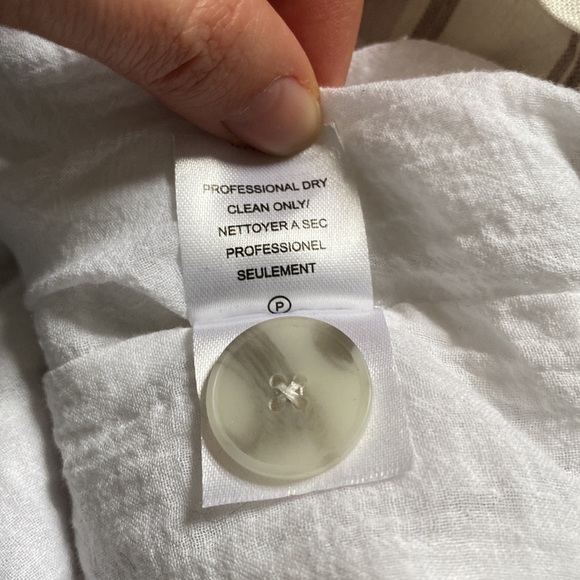 PROFESSIONAL DRY
CLEAN ONLY/
NETTOYER A SEC
PROFESSIONEL
SEULEMENT
P